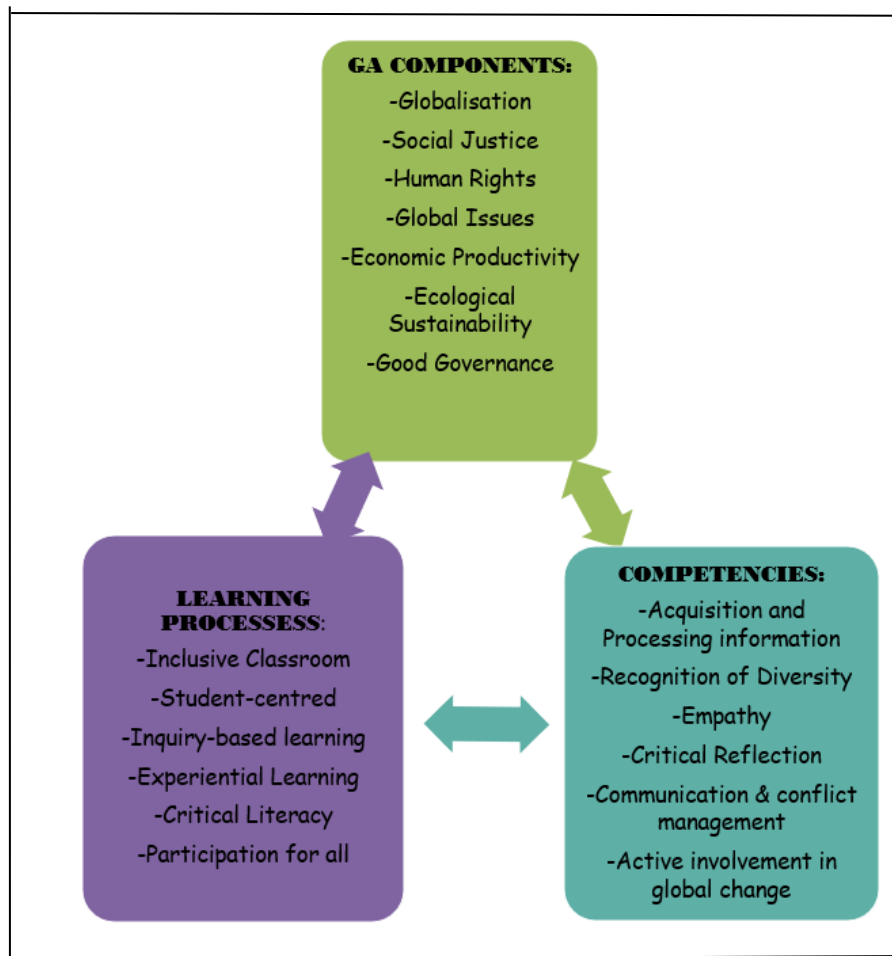 GA COMPONENTS:
-Globalisation
-Social Justice
-Human Rights
-Global Issues
-Economic Productivity
-Ecological
Sustainability
-Good Governance
LEARNING
PROCESSESS:
-Inclusive Classroom
-Student-centred
-Inquiry-based learning
-Experiential Learning
-Critical Literacy
-Participation for all
COMPETENCIES:
-Acquisition and
Processing information
-Recognition of Diversity
-Empathy
-Critical Reflection
-Communication & conflict
management
-Active involvement in
global change